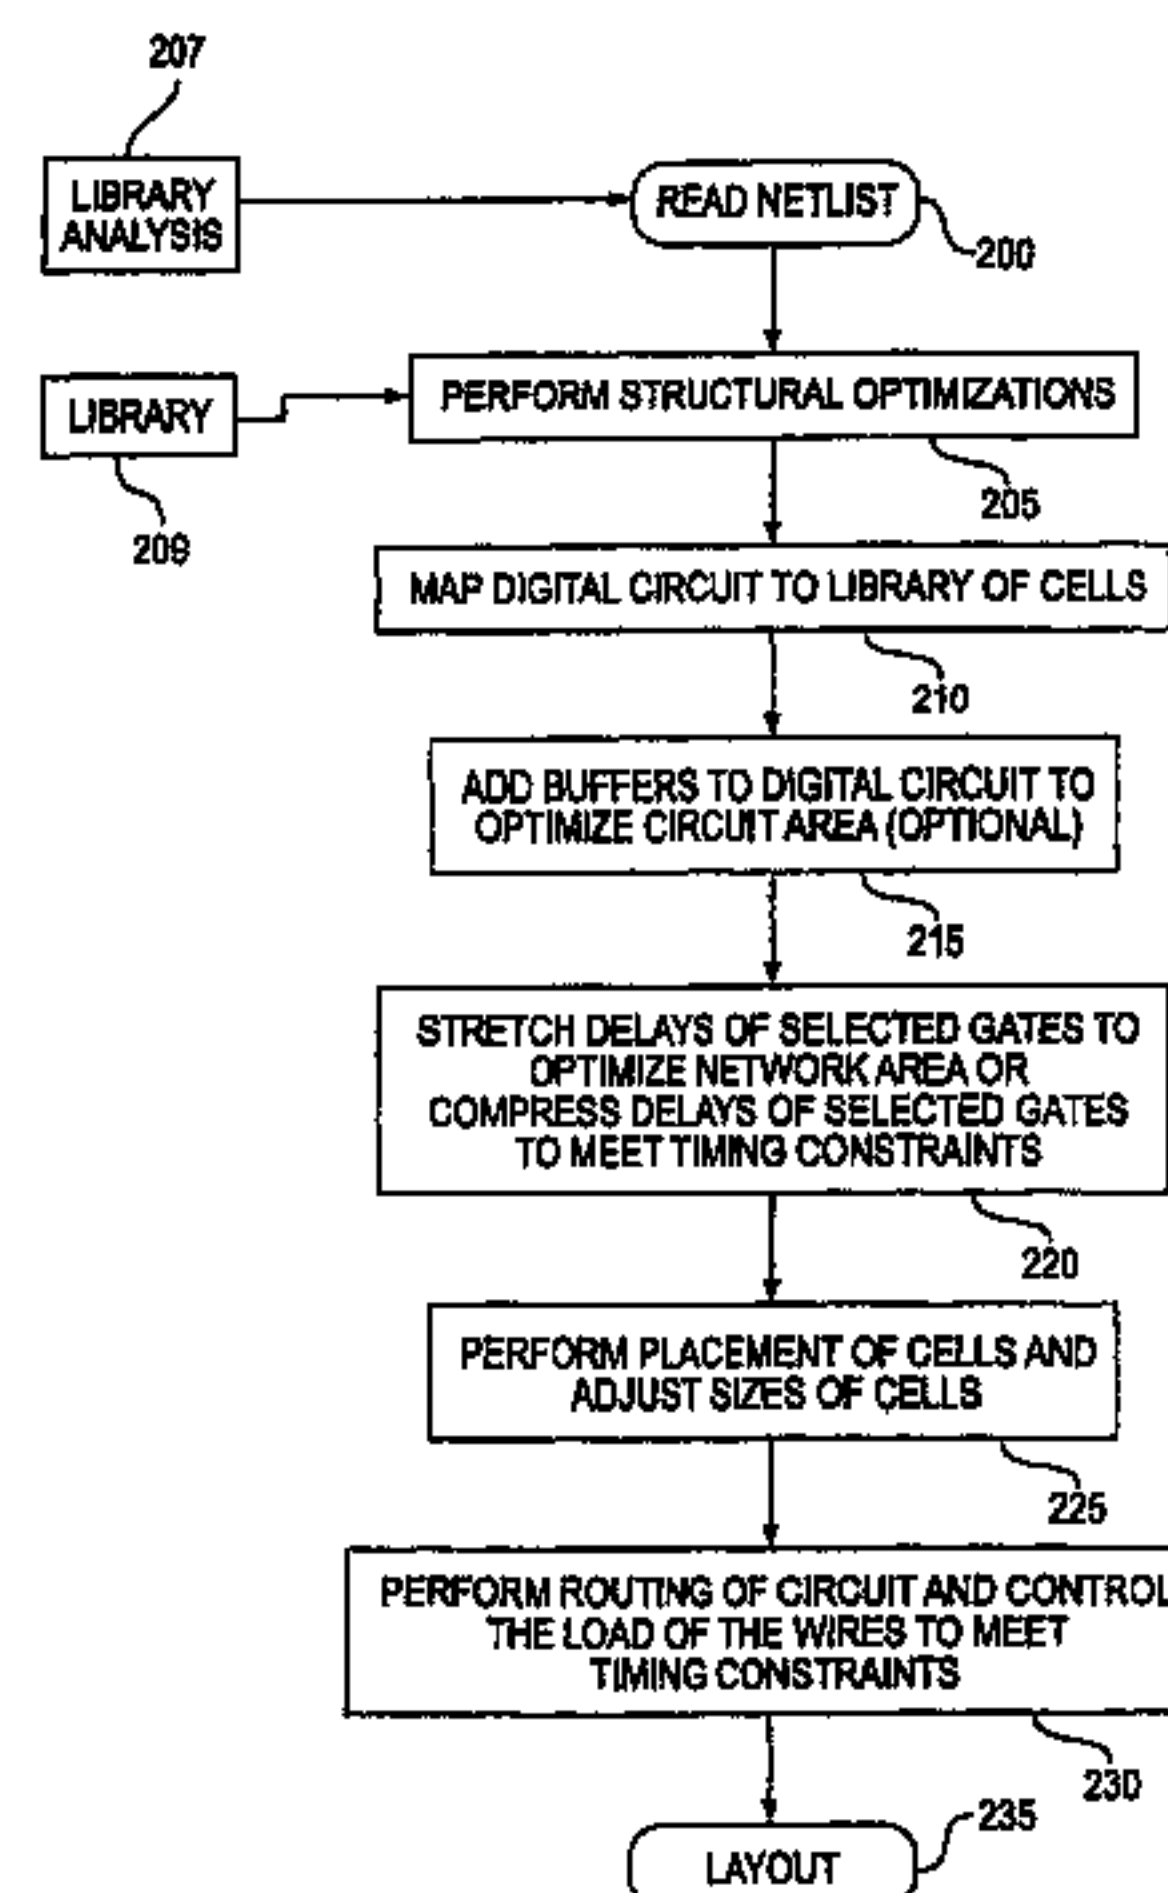 207
LIBRARY
ANALYSIS
READ NETLIST
200
LIBRARY
209
PERFORM STRUCTURAL OPTIMIZATIONS
205
MAP DIGITAL CIRCUIT TO LIBRARY OF CELLS
210
ADD BUFFERS TO DIGITAL CIRCUIT TO
OPTIMIZE CIRCUIT AREA (OPTIONAL)
215
STRETCH DELAYS OF SELECTED GATES TO
OPTIMIZE NETWORK AREA OR
COMPRESS DELAYS OF SELECTED GATES
TO MEET TIMING CONSTRAINTS
220
PERFORM PLACEMENT OF CELLS AND
ADJUST SIZES OF CELLS
225
PERFORM ROUTING OF CIRCUIT AND CONTROL
THE LOAD OF THE WIRES TO MEET
TIMING CONSTRAINTS
230
235
LAYOUT